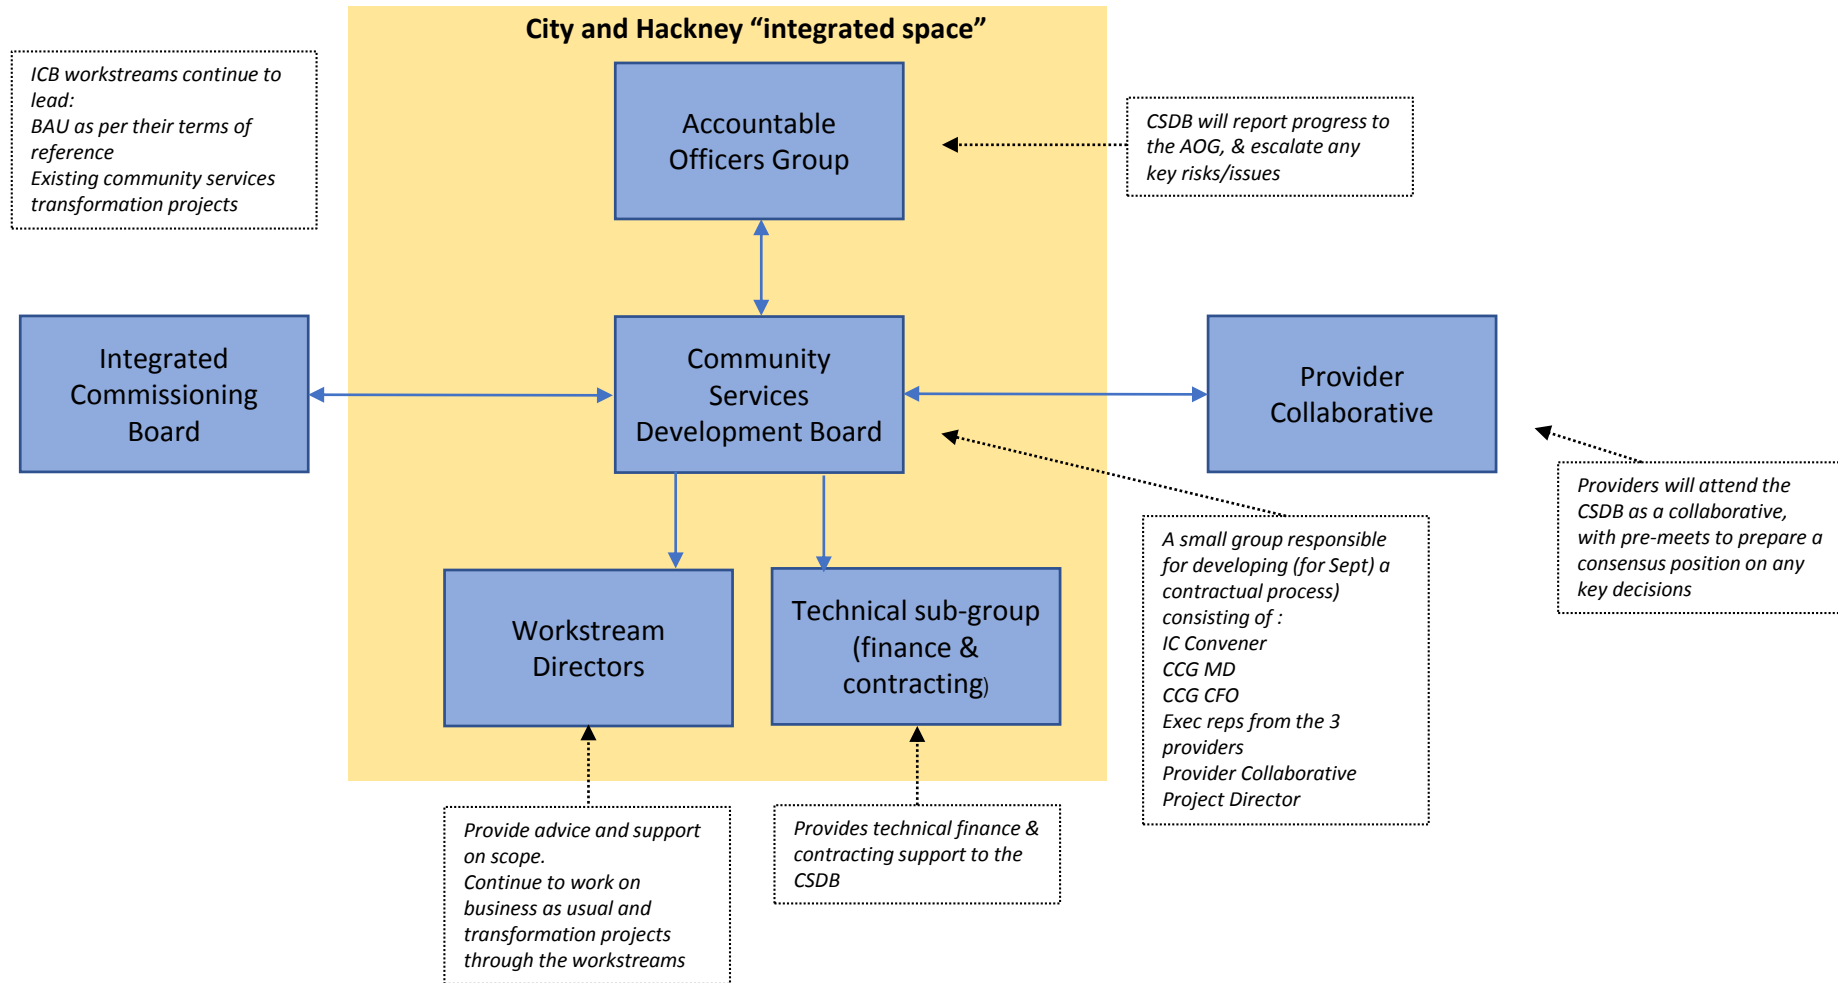 City and Hackney “integrated space”
ICB workstreams continue to
lead:
BAU as per their terms of
reference
Existing community services
transformation projects
Accountable
Officers Group
CSDB will report progress to
the AOG, & escalate any
key risks/issues
Integrated
Commissioning
Board
Community
Services
Development Board
Provider
Collaborative
Providers will attend the
CSDB as a collaborative,
with pre-meets to prepare a
consensus position on any
key decisions
A small group responsible
for developing (for Sept) a
contractual process)
consisting of :
IC Convener
CCG MD
CCG CFO
Exec reps from the 3
providers
Provider Collaborative
Project Director
Workstream
Directors
Technical sub-group
(finance &
contracting)
Provide advice and support
on scope.
Continue to work on
business as usual and
transformation projects
through the workstreams
Provides technical finance &
contracting support to the
CSDB